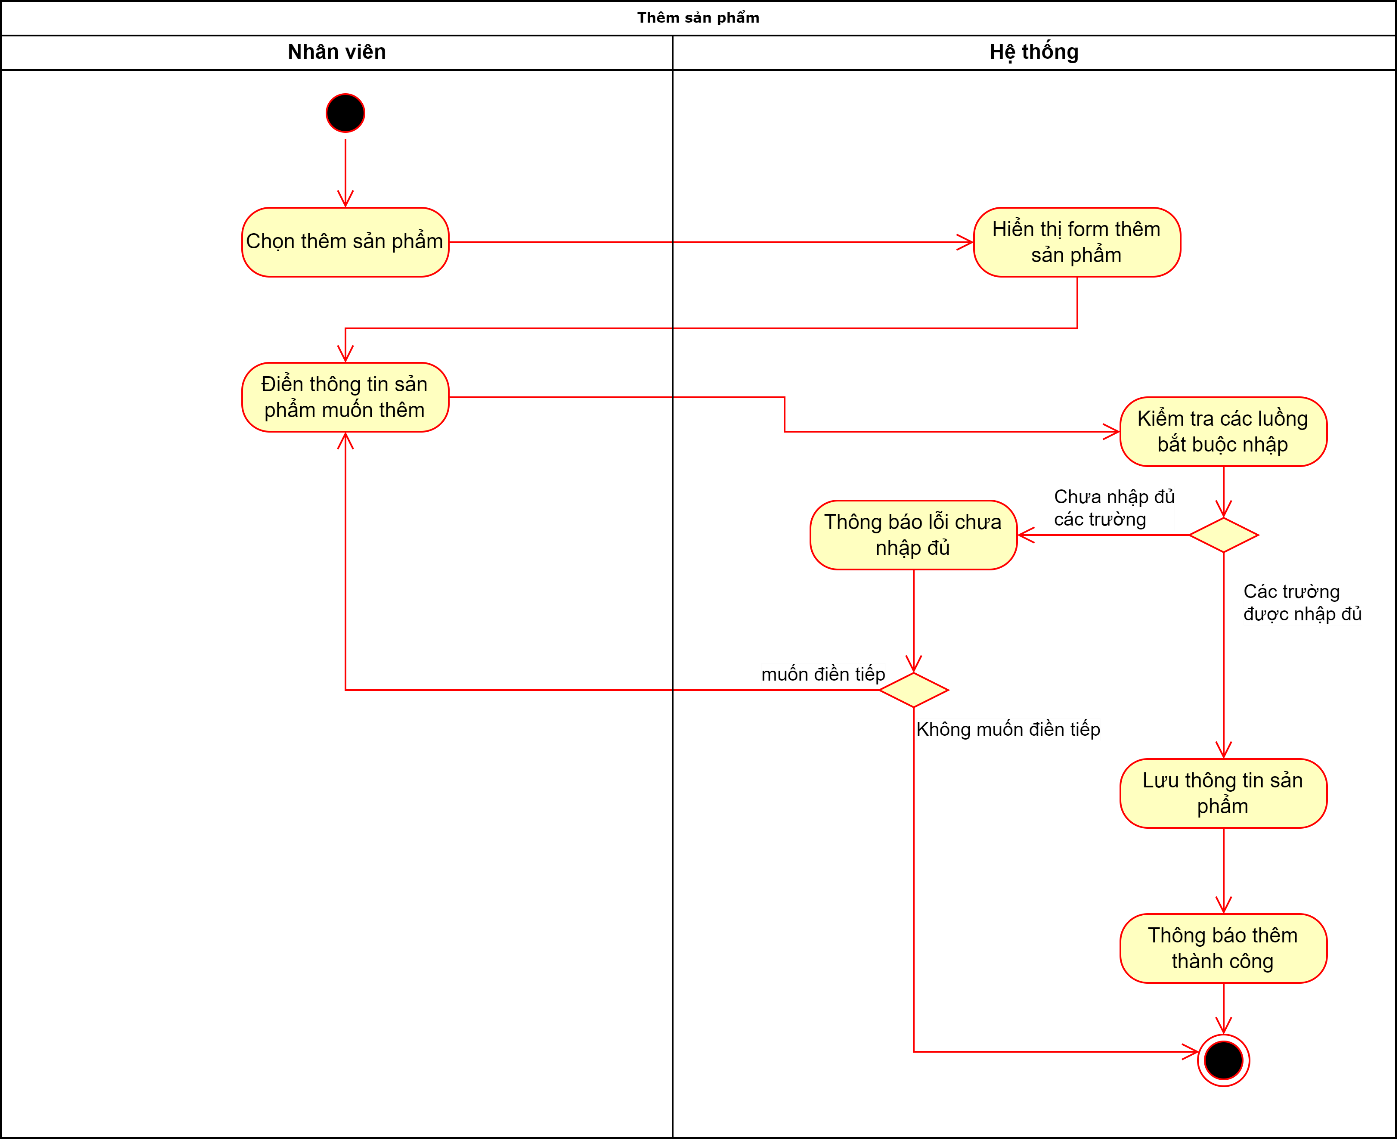 Thêm sản phẩm
Nhân viên
Hệ thống
Chọn thêm sản phẩm
Hiển thị form thêm
sản phẩm
Điển thông tin sản
phẩm muốn thêm
Kiểm tra các luồng
bắt buộc nhập
Chưa nhập đủ
các trường
Thông báo lỗi chưa
nhập đủ
Các trường
được nhập đủ
muốn điền tiếp
Không muốn điền tiếp
Lưu thông tin sản
phẩm
Thông báo thêm
thành công